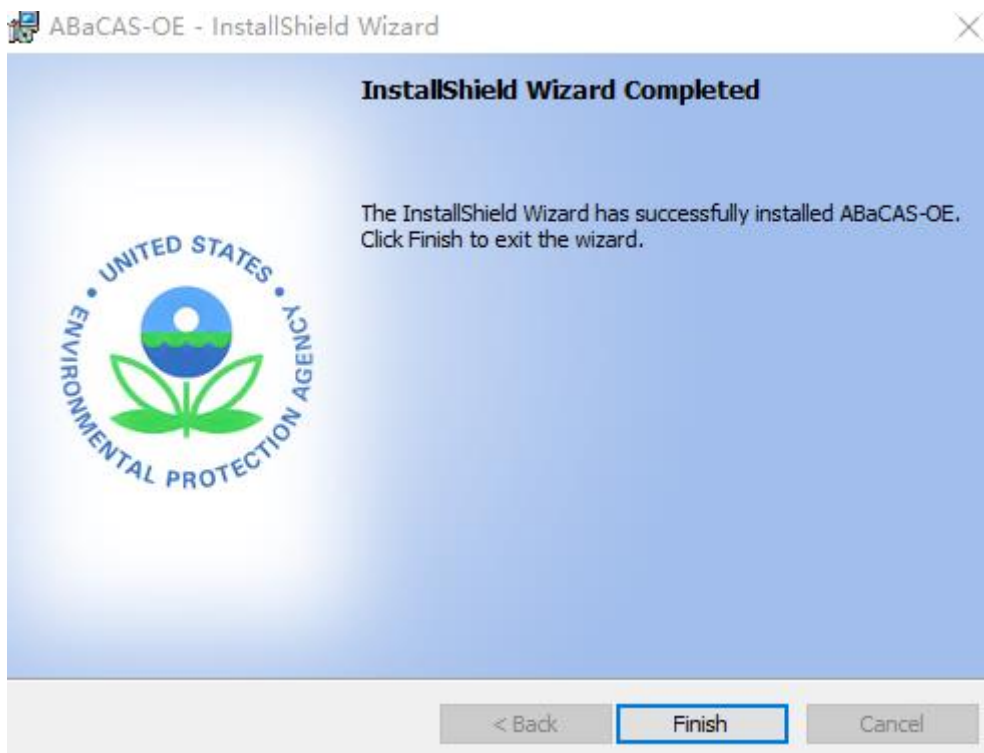 ABaCAS-OE - InstallShield Wizard
InstallShield Wizard Completed
The InstallShield Wizard has successfully installed ABaCAS-OE.
Click Finish to exit the wizard.
UNITED STATES
ENVIRONMENTAL PROTECTION AGENCY
< Back
Finish
Cancel